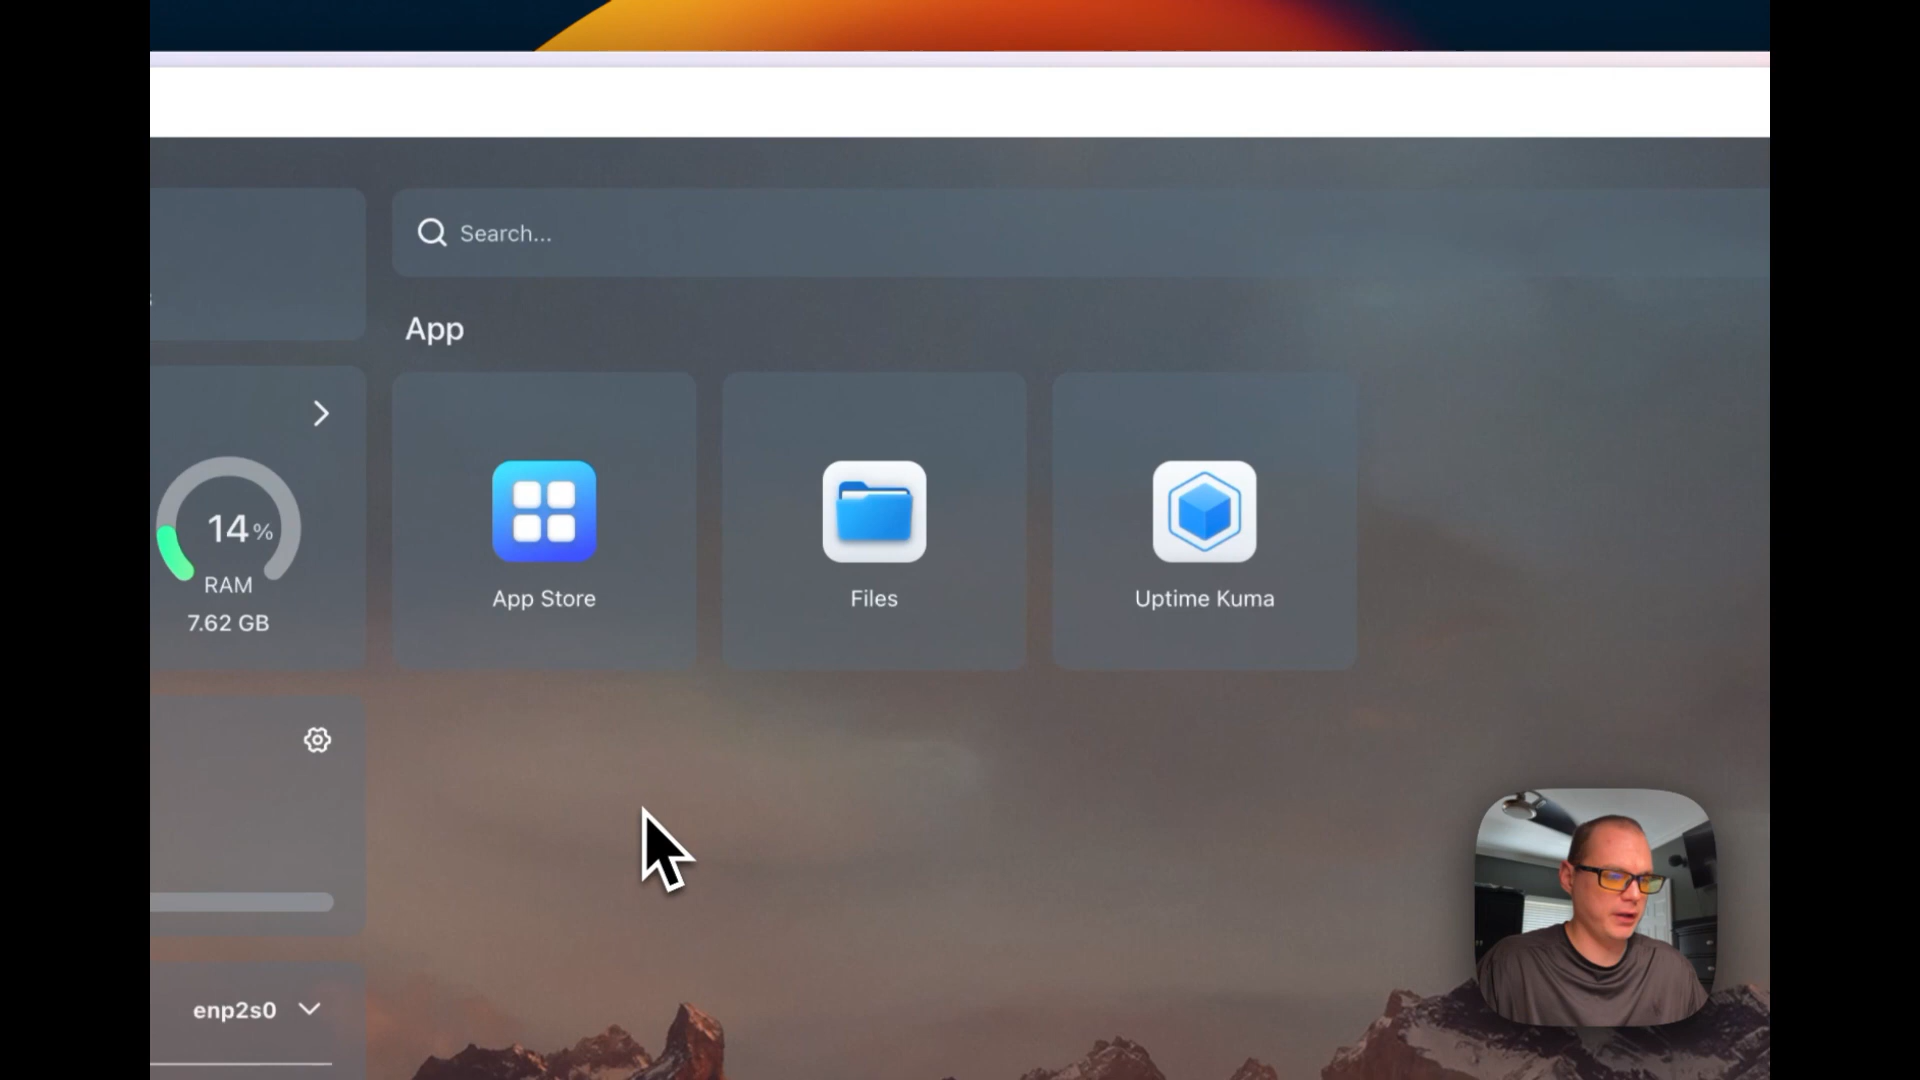 Search...
App
14%
RAM
7.62 GB
App Store
Files
Uptime Kuma
enp2s0